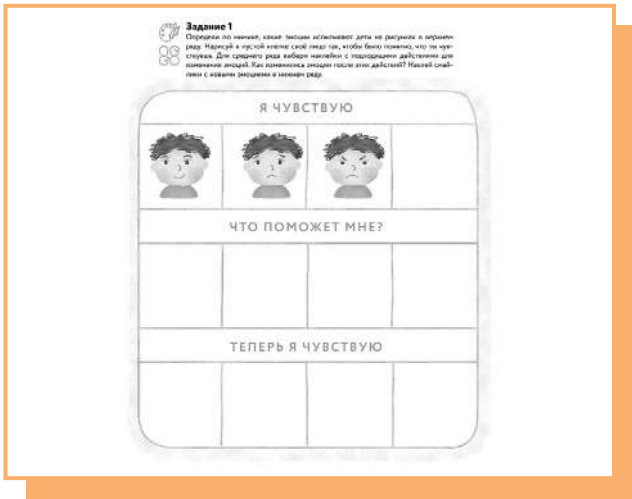 Задание 1
Определи по мимике, какие эмоции испытывают дети на рисунках в верхнем
ряду. Нарисуй в пустой клетке своё лицо так, чтобы было понятно, что ты чув-
ствуешь. Для среднего ряда выбери наклейки с подходящими действиями для
изменения эмоций. Как изменились эмоции после этих действий? Наклей смай-
лики с новыми эмоциями в нижнем ряду.
Я ЧУВСТВУЮ
ЧТО ПОМОЖЕТ МНЕ?
ТЕПЕРЬ Я ЧУВСТВУЮ